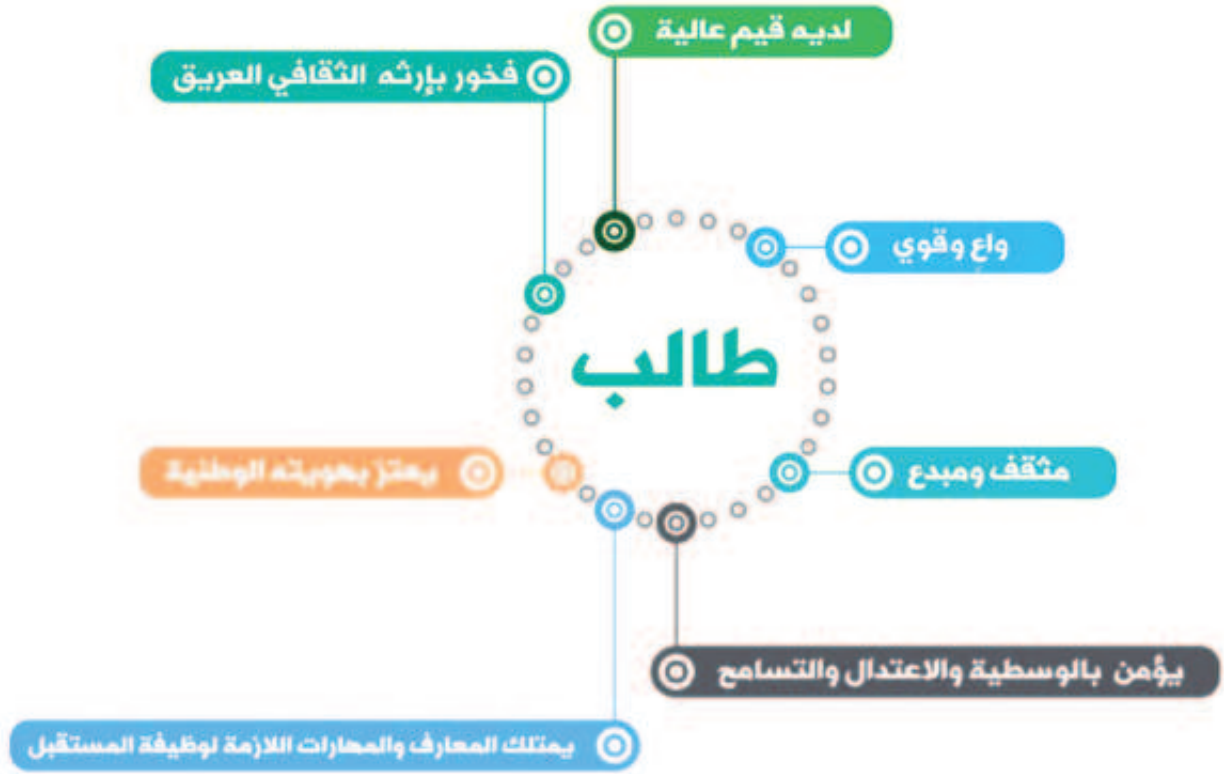 لديه قيم عالية
فخور بإرثه الثقافي العريق
واعٍ وقوي
طالب
مثقف ومبدع
يعتز بهويته الوطنية
يؤمن بالوسطية والاعتدال والتسامح
يمتلك المعارف والمهارات اللازمة لوظيفة المستقبل